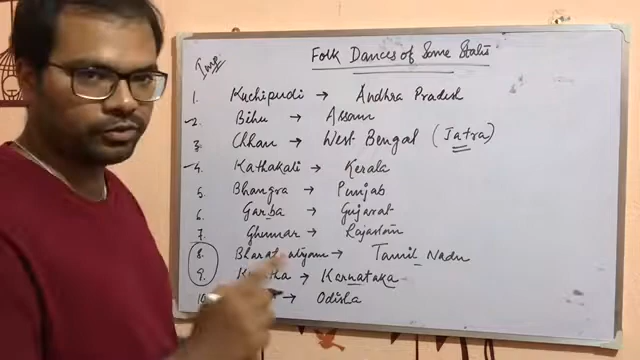 Imp.
Folk Dances of Some States
1. Kuchipudi → Andhra Pradesh
2. Bihu → Assam
3. Chhau → West Bengal (Jatra)
4. Kathakali → Kerala
5. Bhangra → Punjab
6. Garba → Gujarat
7. Ghumar → Rajastan
8. → Tamil Nadu
9. → Karnataka
10. → Odisha